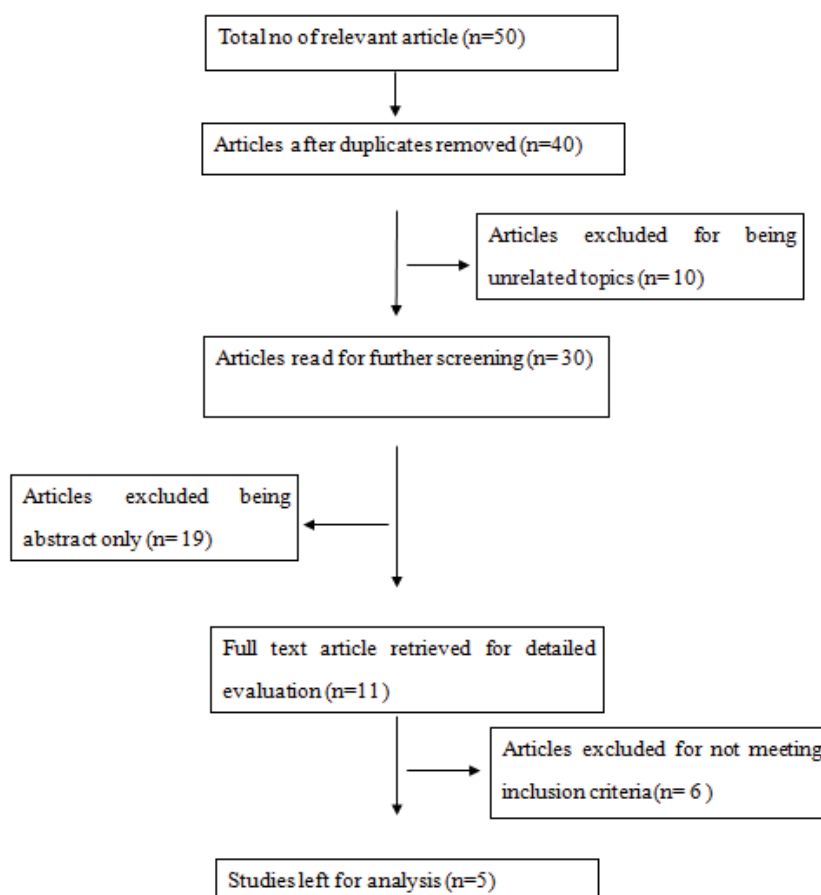 Total no of relevant article (n=50)
Articles after duplicates removed (n=40)
Articles excluded for being
unrelated topics (n= 10)
Articles read for further screening (n= 30)
Articles excluded being
abstract only (n= 19)
Full text article retrieved for detailed
evaluation (n=11)
Articles excluded for not meeting
inclusion criteria(n= 6 )
Studies left for analysis (n=5)